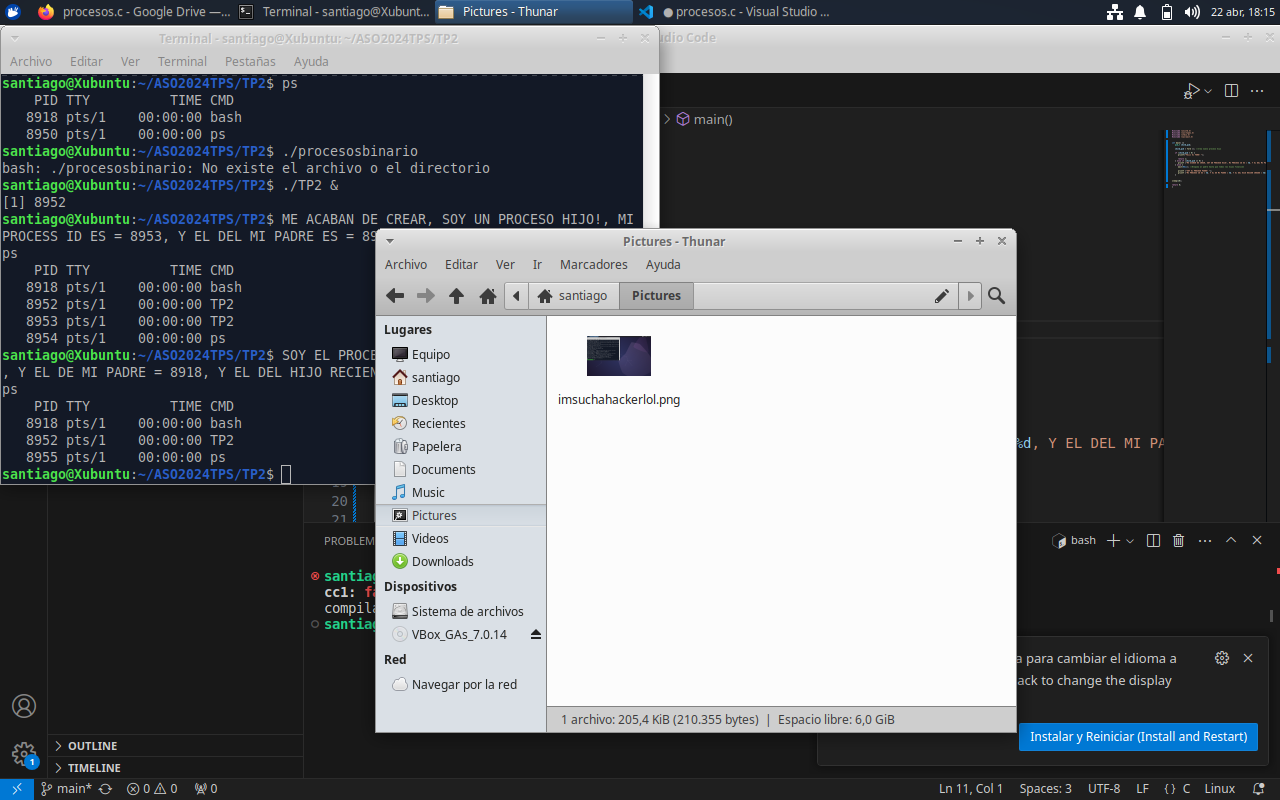 procesos.c - Google Drive —...
Terminal - santiago@Xubunt...
Pictures - Thunar
procesos.c - Visual Studio ...
22 abr, 18:15
Terminal - santiago@Xubuntu: ~/ASO2024TPS/TP2
Archivo Editar Ver Terminal Pestañas Ayuda
santiago@Xubuntu:~/ASO2024TPS/TP2$ ps
PID TTY TIME CMD
8918 pts/1 00:00:00 bash
8950 pts/1 00:00:00 ps
santiago@Xubuntu:~/ASO2024TPS/TP2$ ./procesosbinario
bash: ./procesosbinario: No existe el archivo o el directorio
santiago@Xubuntu:~/ASO2024TPS/TP2$ ./TP2 &
[1] 8952
santiago@Xubuntu:~/ASO2024TPS/TP2$ ME ACABAN DE CREAR, SOY UN PROCESO HIJO!, MI
PROCESS ID ES = 8953, Y EL DEL MI PADRE ES =
ps
PID TTY TIME CMD
8918 pts/1 00:00:00 bash
8952 pts/1 00:00:00 TP2
8953 pts/1 00:00:00 TP2
8954 pts/1 00:00:00 ps
santiago@Xubuntu:~/ASO2024TPS/TP2$ SOY EL PROCE
, Y EL DE MI PADRE = 8918, Y EL DEL HIJO RECIEN
ps
PID TTY TIME CMD
8918 pts/1 00:00:00 bash
8952 pts/1 00:00:00 TP2
8955 pts/1 00:00:00 ps
santiago@Xubuntu:~/ASO2024TPS/TP2$
udio Code
main()
%d, Y EL DEL MI PA
20
21
Pictures - Thunar
Archivo Editar Ver Ir Marcadores Ayuda
santiago Pictures
Lugares
Equipo
santiago
Desktop
Recientes
Papelera
Documents
Music
Pictures
Videos
Downloads
Dispositivos
Sistema de archivos
VBox_GAs_7.0.14
Red
Navegar por la red
imsuchahackerlol.png
1 archivo: 205,4 KiB (210.355 bytes) | Espacio libre: 6,0 GiB
PROBLEM
bash
santiag
cc1: fa
compila
santiag
a para cambiar el idioma a
ack to change the display
Instalar y Reiniciar (Install and Restart)
1
OUTLINE
TIMELINE
main* 0 0 0
Ln 11, Col 1 Spaces: 3 UTF-8 LF {} C Linux